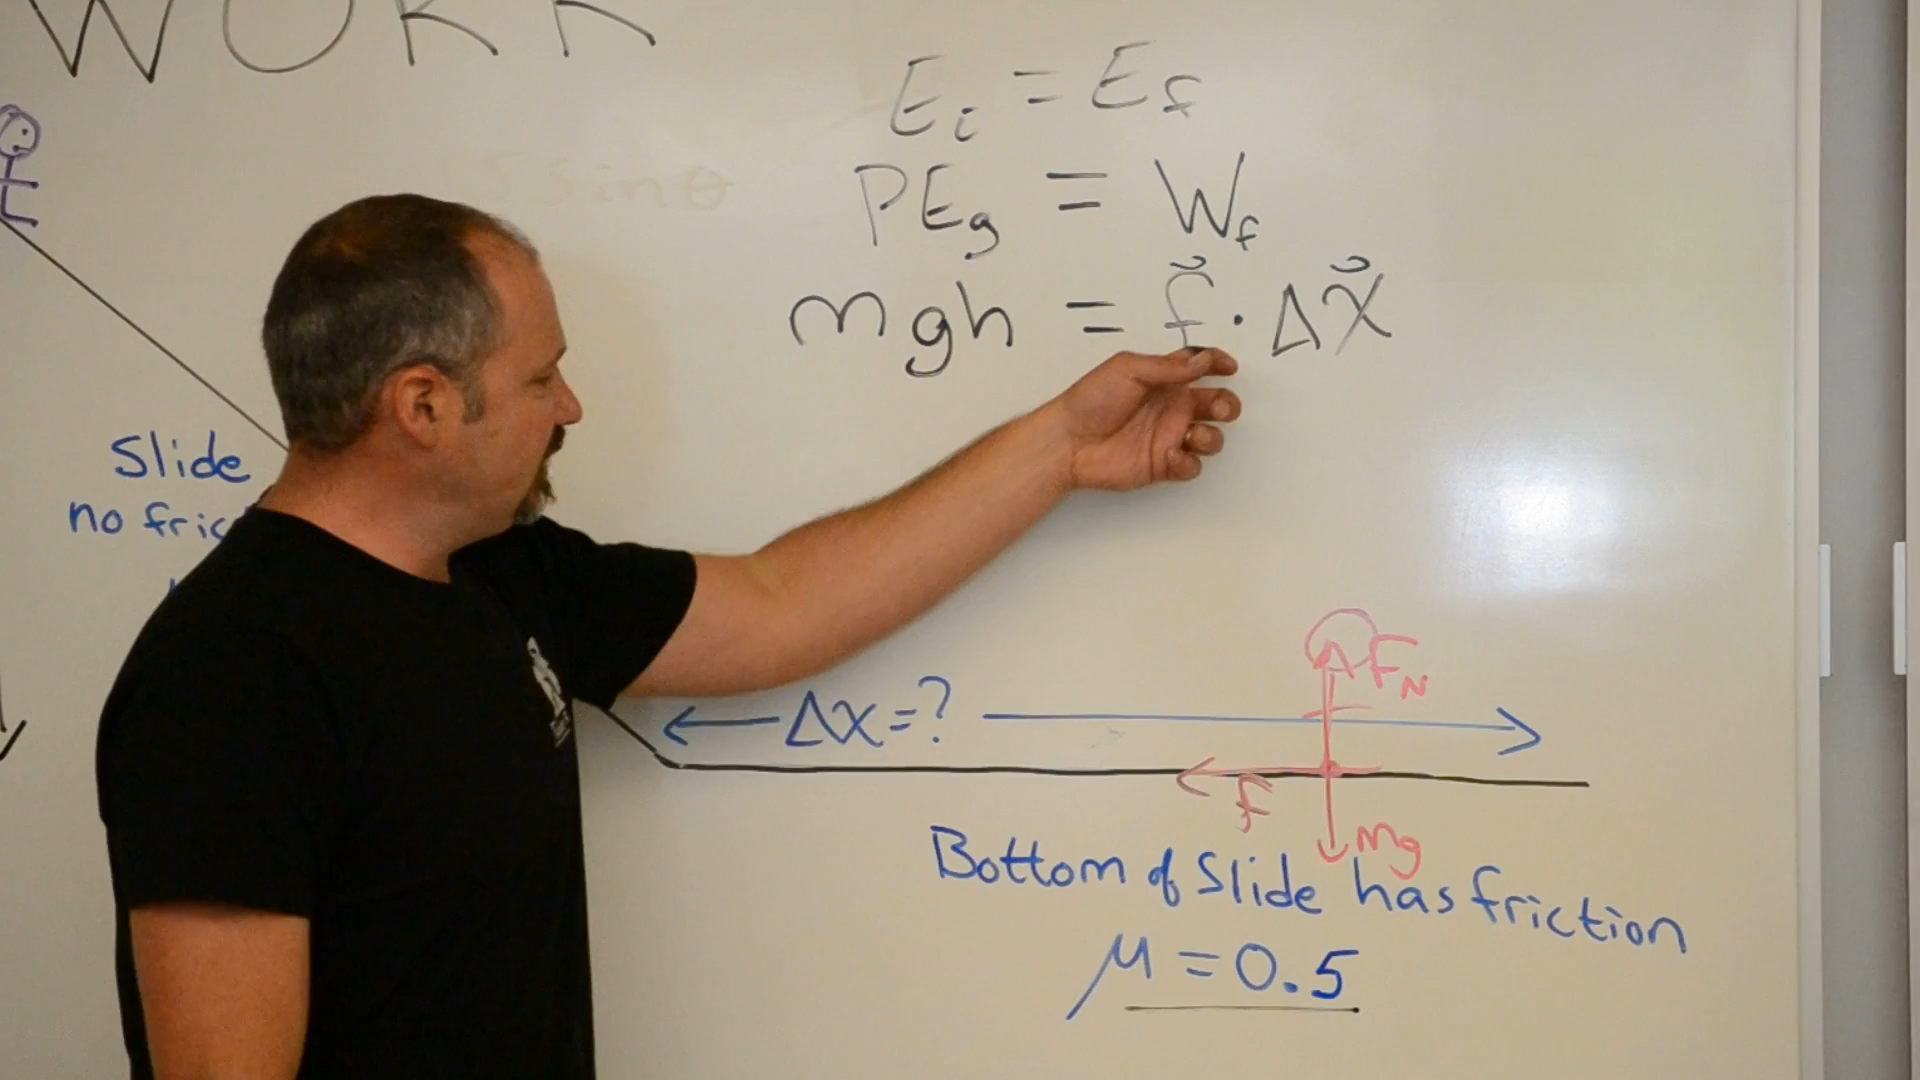 WORK
Ei = Ef
PEg = Wf
mgh = f⃗ · Δx⃗
Slide
no fric
Δx = ?
FN
f
mg
Bottom of Slide has friction
μ = 0.5